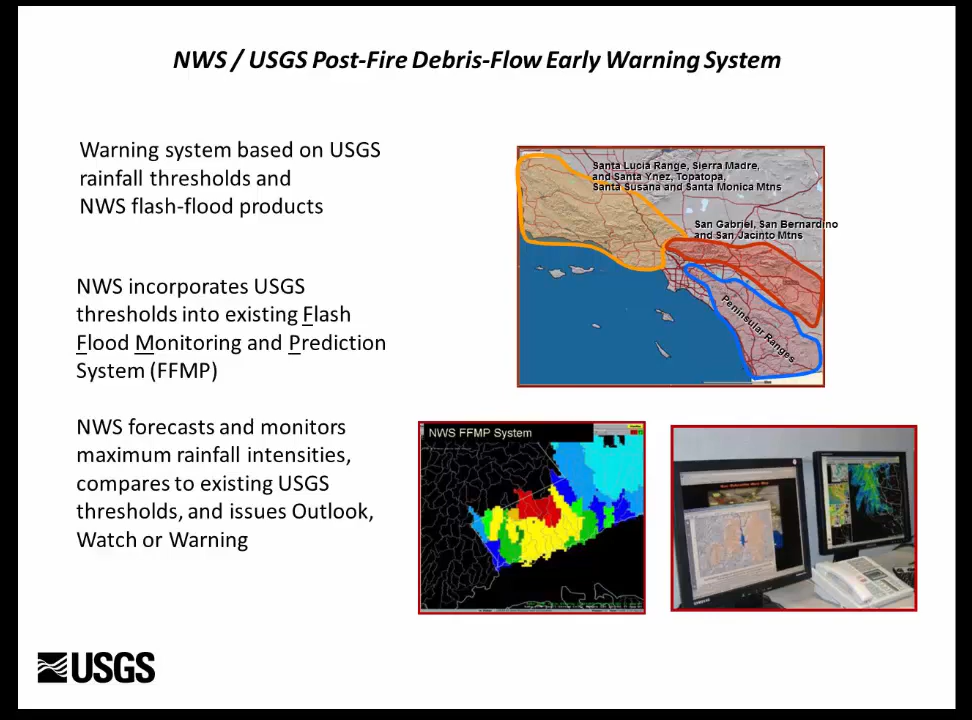 NWS / USGS Post-Fire Debris-Flow Early Warning System
Warning system based on USGS
rainfall thresholds and
NWS flash-flood products
NWS incorporates USGS
thresholds into existing Flash
Flood Monitoring and Prediction
System (FFMP)
NWS forecasts and monitors
maximum rainfall intensities,
compares to existing USGS
thresholds, and issues Outlook,
Watch or Warning
Santa Lucia Range, Sierra Madre,
and Santa Ynez, Topatopa,
Santa Susana and Santa Monica Mtns
San Gabriel, San Bernardino
and San Jacinto Mtns
Peninsular Ranges
NWS FFMP System
USGS